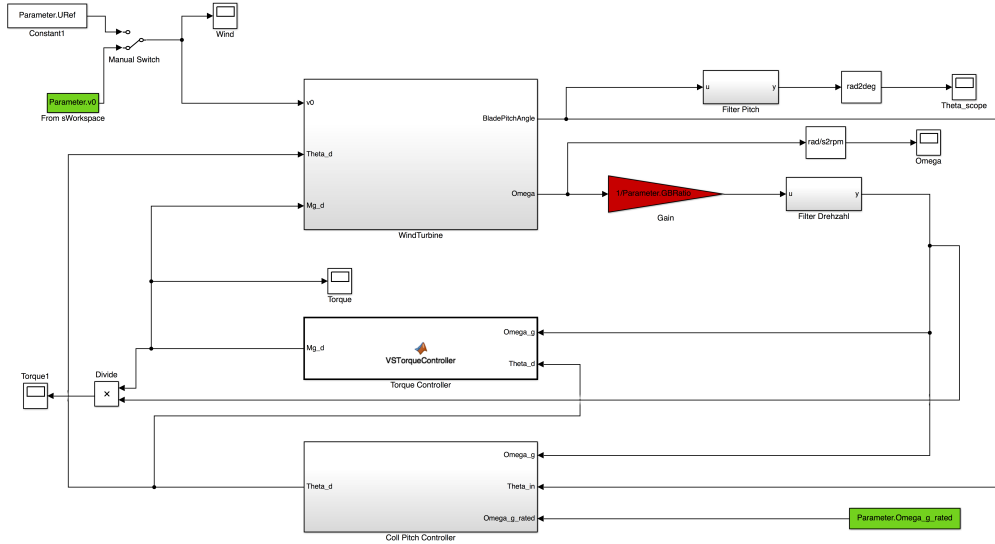 Parameter.URef
Constant1
Wind
Manual Switch
Parameter.v0
From sWorkspace
v0
Theta_d
Mg_d
BladePitchAngle
Omega
WindTurbine
u
y
Filter Pitch
rad2deg
Theta_scope
rad/s2rpm
Omega
1/Parameter.GBRatio
Gain
u
y
Filter Drehzahl
Torque
Mg_d
VSTorqueController
Omega_g
Theta_d
Torque Controller
Torque1
Divide
×
Theta_d
Omega_g
Theta_in
Omega_g_rated
Coll Pitch Controller
Parameter.Omega_g_rated